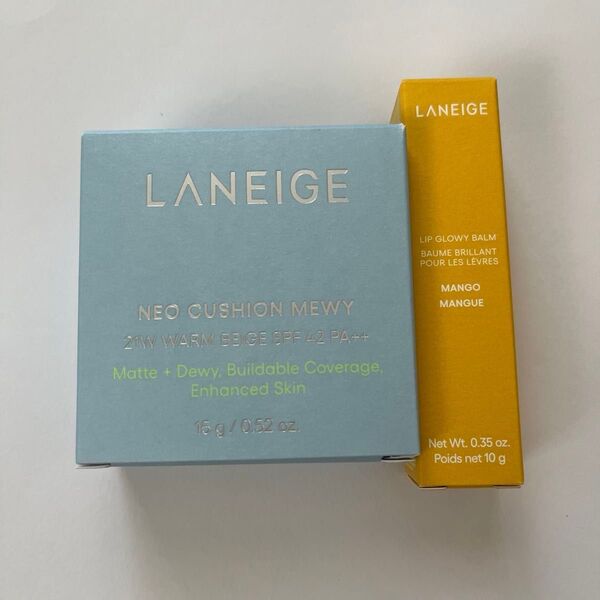 LANEIGE
NEO CUSHION MEWY
21W WARM BEIGE SPF 42 PA++
Matte + Dewy, Buildable Coverage,
Enhanced Skin
15 g / 0.52 oz.
LANEIGE
LIP GLOWY BALM
BAUME BRILLANT
POUR LES LÈVRES
MANGO
MANGUE
Net Wt. 0.35 oz.
Poids net 10 g